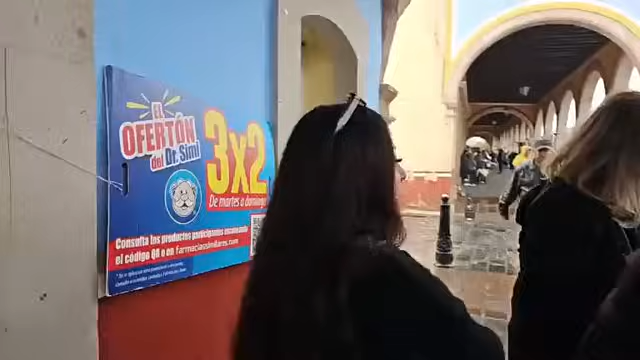 EL
OFERTÓN
del Dr. Simi
3x2
De martes a domingo
Consulta los productos participantes escaneando
el código QR o en farmaciassimilares.com